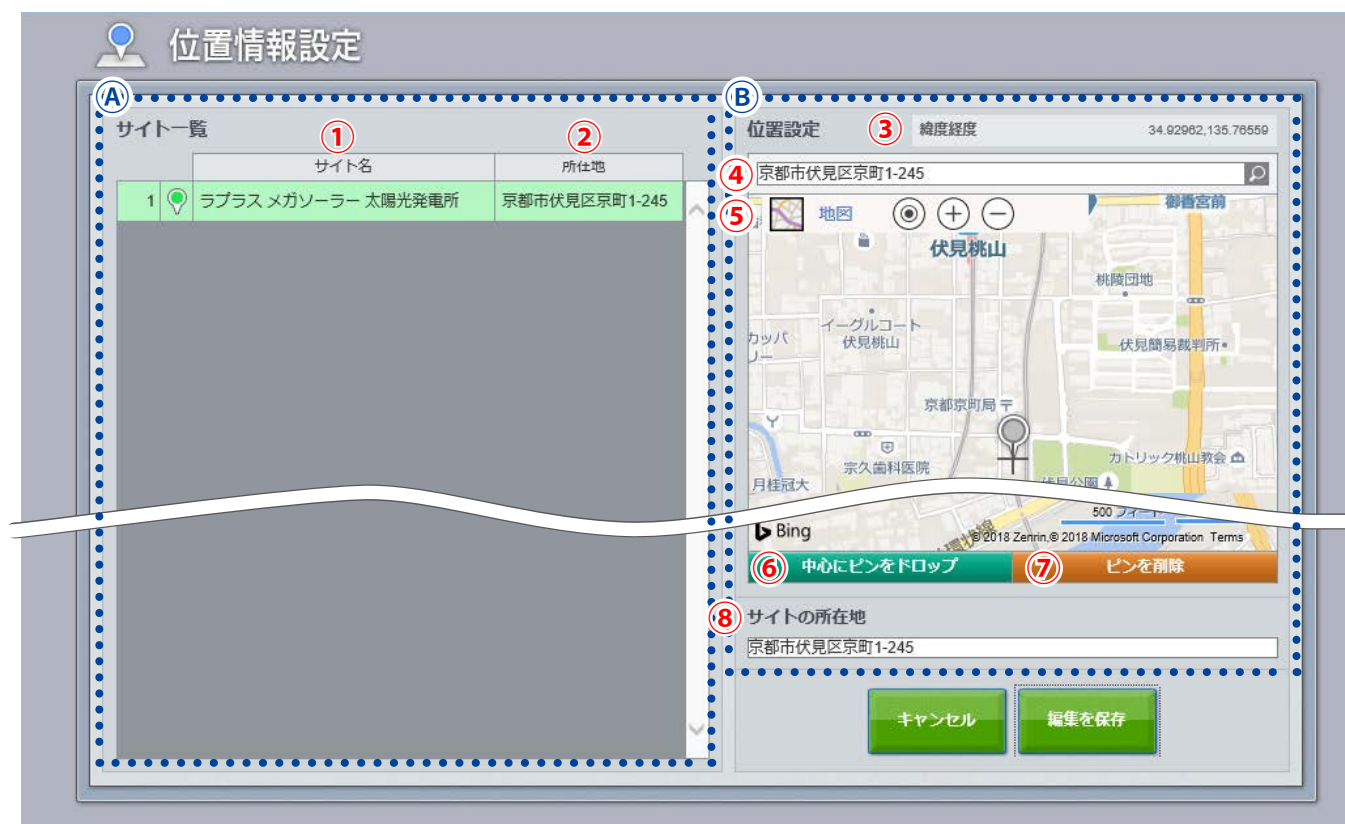 位置情報設定
Ⓐ
サイト一覧
① ②
サイト名 所在地
1 ラプラス メガソーラー 太陽光発電所 京都市伏見区京町1-245
Ⓑ
位置設定 ③ 緯度経度 34.92962,135.76559
④ 京都市伏見区京町1-245
⑤ 地図 御香宮前
伏見桃山
桃陵団地
イーグルコート
伏見桃山
カッパ
リー
伏見簡易裁判所
京都京町局
宗久歯科医院
カトリック桃山教会
月桂冠大
500 フィート
環状線
Bing
© 2018 Zenrin,© 2018 Microsoft Corporation Terms
⑥ 中心にピンをドロップ ⑦ ピンを削除
⑧ サイトの所在地
京都市伏見区京町1-245
キャンセル 編集を保存